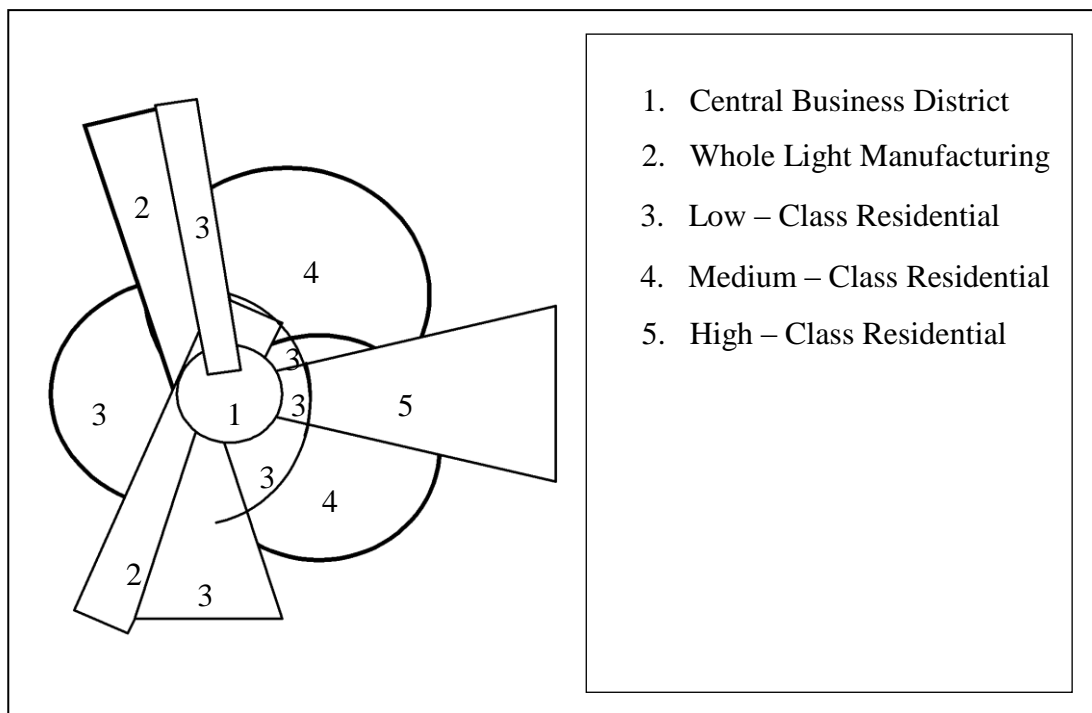 2
3
4
3
3
3
1
5
3
4
2
3
1. Central Business District
2. Whole Light Manufacturing
3. Low – Class Residential
4. Medium – Class Residential
5. High – Class Residential